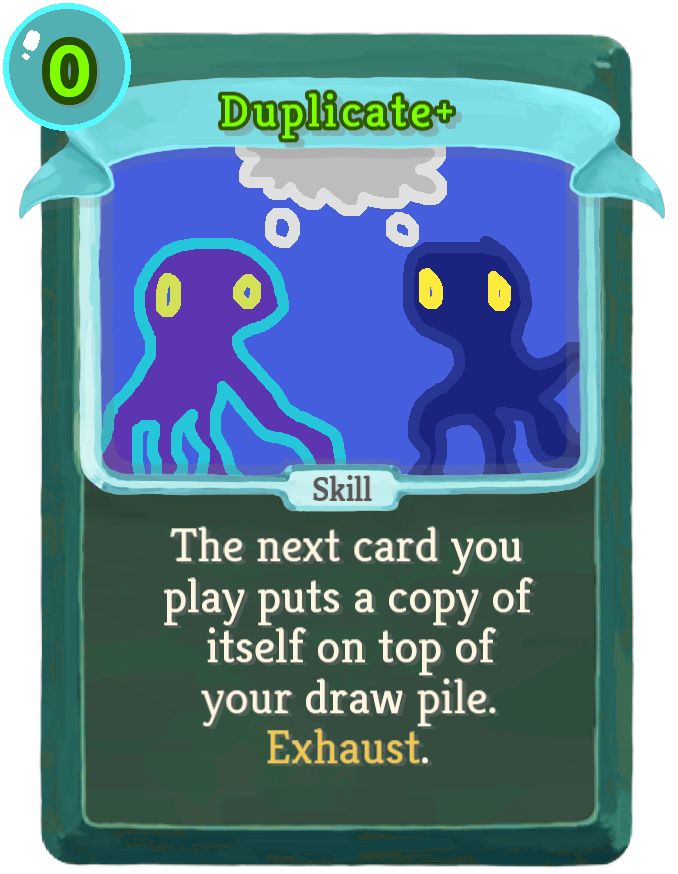 0
Duplicate+
Skill
The next card you
play puts a copy of
itself on top of
your draw pile.
Exhaust.